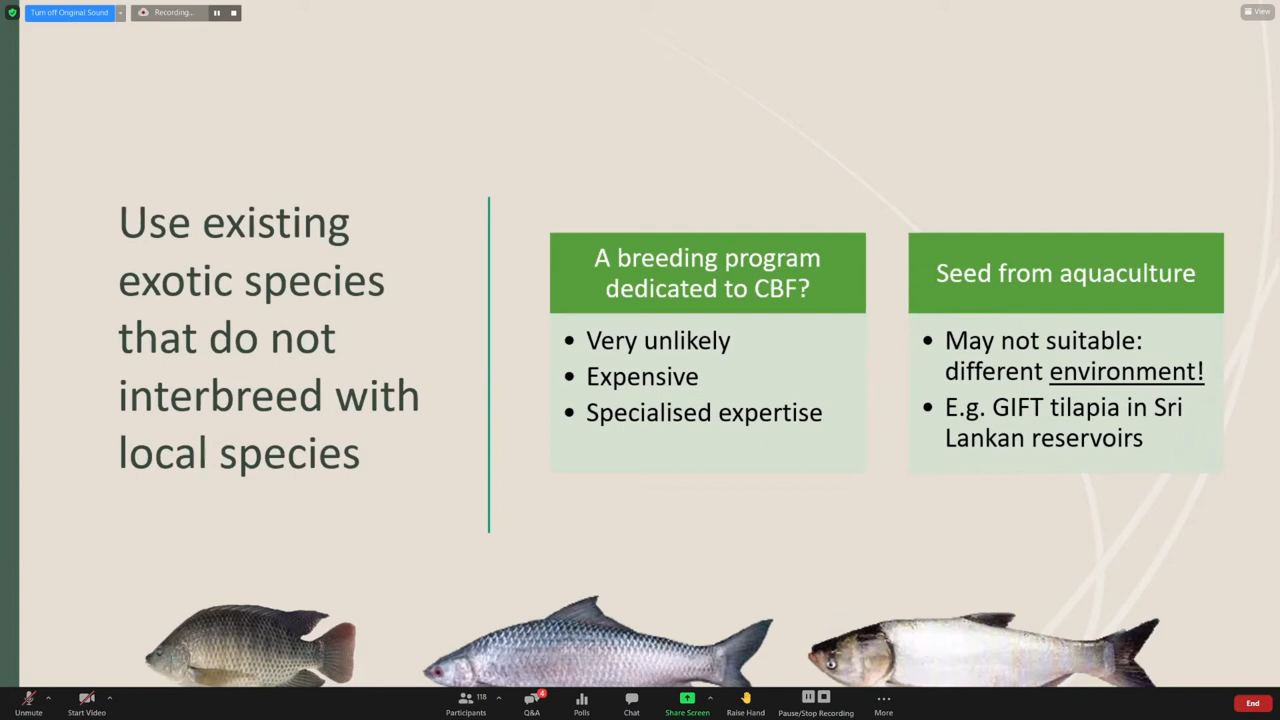 Turn off Original Sound
Recording...
View
Use existing
exotic species
that do not
interbreed with
local species
A breeding program
dedicated to CBF?
• Very unlikely
• Expensive
• Specialised expertise
Seed from aquaculture
• May not suitable:
different environment!
• E.g. GIFT tilapia in Sri
Lankan reservoirs
Unmute
Start Video
118
Participants
4
Q&A
Polls
Chat
Share Screen
Raise Hand
Pause/Stop Recording
More
End